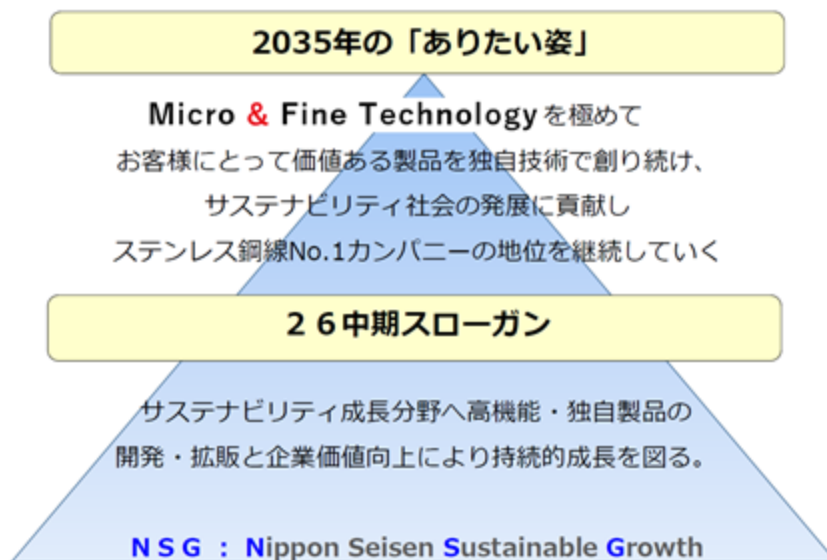 2035年の「ありたい姿」
Micro & Fine Technologyを極めて
お客様にとって価値ある製品を独自技術で創り続け、
サステナビリティ社会の発展に貢献し
ステンレス鋼線No.1カンパニーの地位を継続していく
２６中期スローガン
サステナビリティ成長分野へ高機能・独自製品の
開発・拡販と企業価値向上により持続的成長を図る。
ＮＳＧ ： Nippon Seisen Sustainable Growth